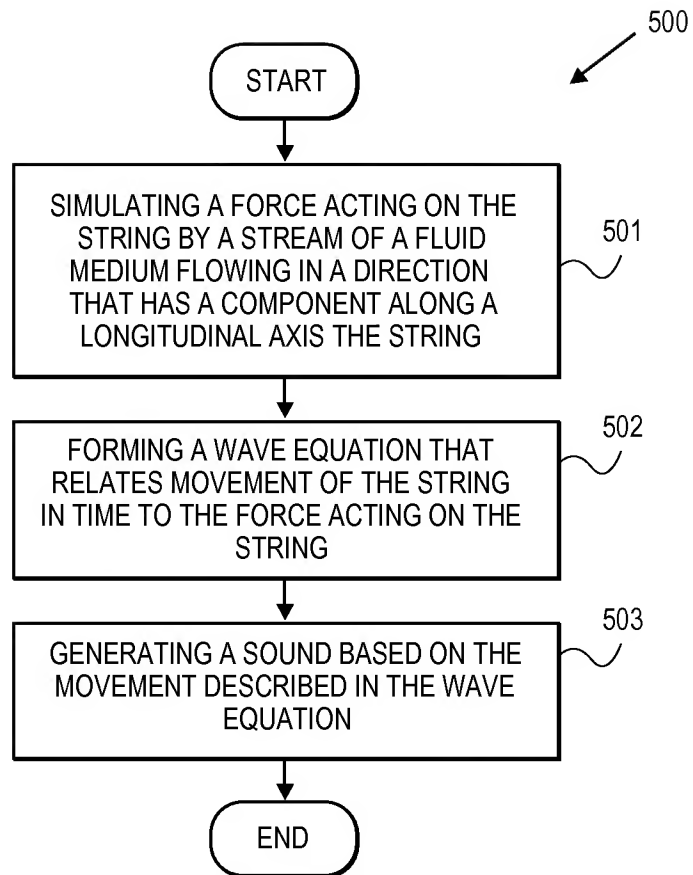 500
START
SIMULATING A FORCE ACTING ON THE
STRING BY A STREAM OF A FLUID
MEDIUM FLOWING IN A DIRECTION
THAT HAS A COMPONENT ALONG A
LONGITUDINAL AXIS THE STRING
501
FORMING A WAVE EQUATION THAT
RELATES MOVEMENT OF THE STRING
IN TIME TO THE FORCE ACTING ON THE
STRING
502
GENERATING A SOUND BASED ON THE
MOVEMENT DESCRIBED IN THE WAVE
EQUATION
503
END